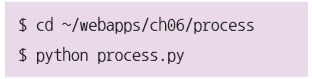 $ cd ~/webapps/ch06/process
$ python process.py